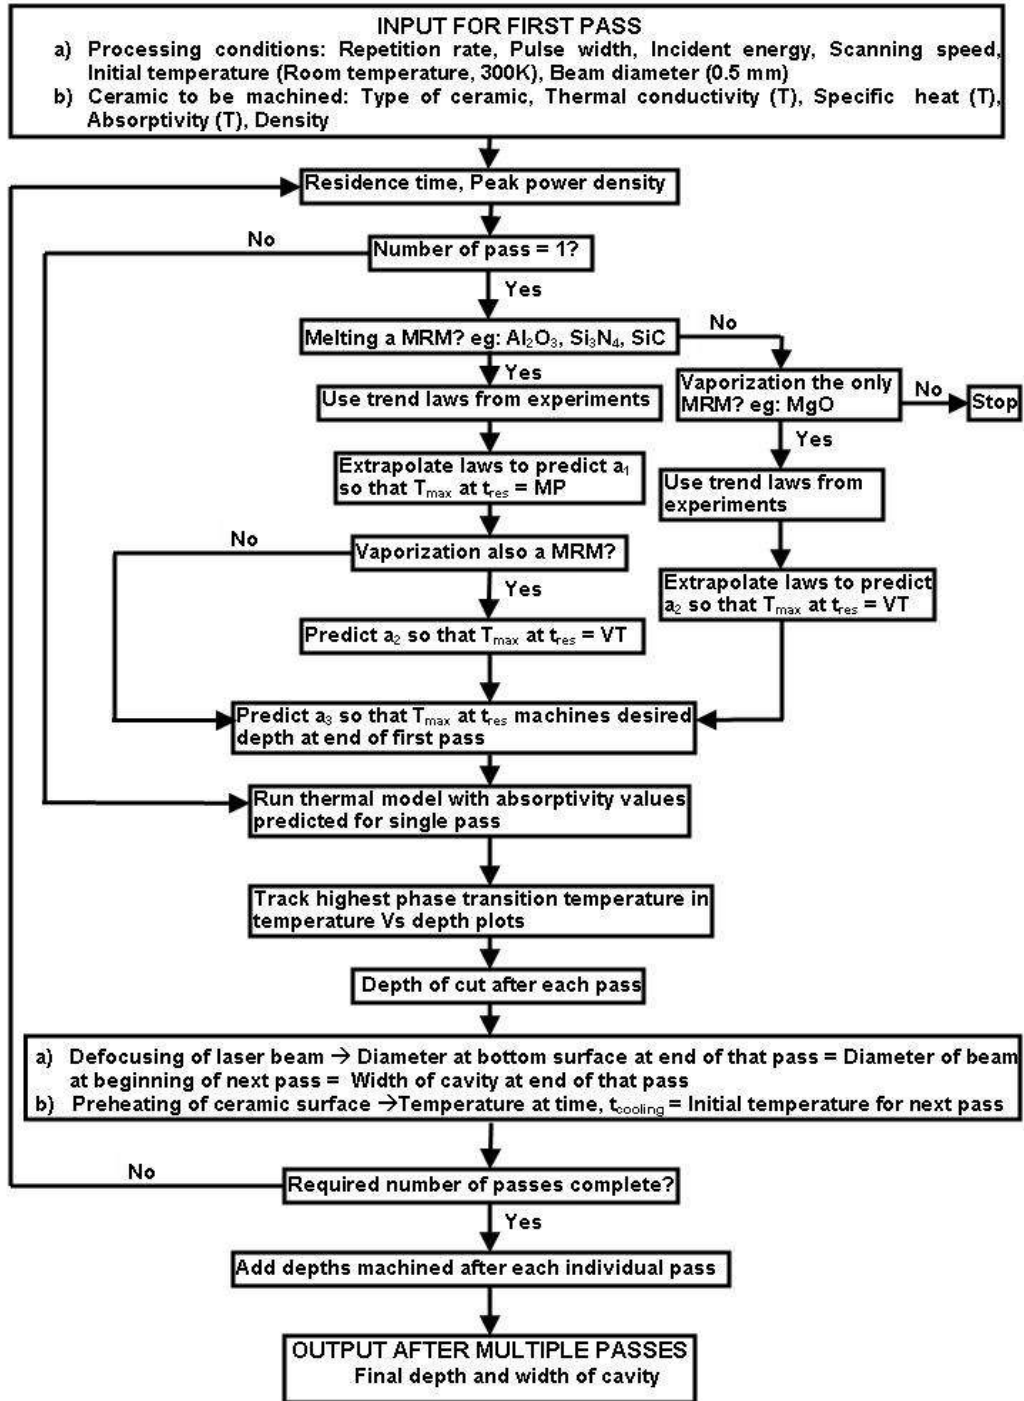 INPUT FOR FIRST PASS
a) Processing conditions: Repetition rate, Pulse width, Incident energy, Scanning speed,
Initial temperature (Room temperature, 300K), Beam diameter (0.5 mm)
b) Ceramic to be machined: Type of ceramic, Thermal conductivity (T), Specific heat (T),
Absorptivity (T), Density
Residence time, Peak power density
No
Number of pass = 1?
Yes
Melting a MRM? eg: Al₂O₃, Si₃N₄, SiC
No
Yes
Vaporization the only
MRM? eg: MgO
No
Stop
Use trend laws from experiments
Yes
Extrapolate laws to predict a₁
so that Tmax at tres = MP
Use trend laws from
experiments
No
Vaporization also a MRM?
Yes
Extrapolate laws to predict
a₂ so that Tmax at tres = VT
Predict a₂ so that Tmax at tres = VT
Predict a₃ so that Tmax at tres machines desired
depth at end of first pass
Run thermal model with absorptivity values
predicted for single pass
Track highest phase transition temperature in
temperature Vs depth plots
Depth of cut after each pass
a) Defocusing of laser beam → Diameter at bottom surface at end of that pass = Diameter of beam
at beginning of next pass = Width of cavity at end of that pass
b) Preheating of ceramic surface →Temperature at time, tcooling = Initial temperature for next pass
No
Required number of passes complete?
Yes
Add depths machined after each individual pass
OUTPUT AFTER MULTIPLE PASSES
Final depth and width of cavity